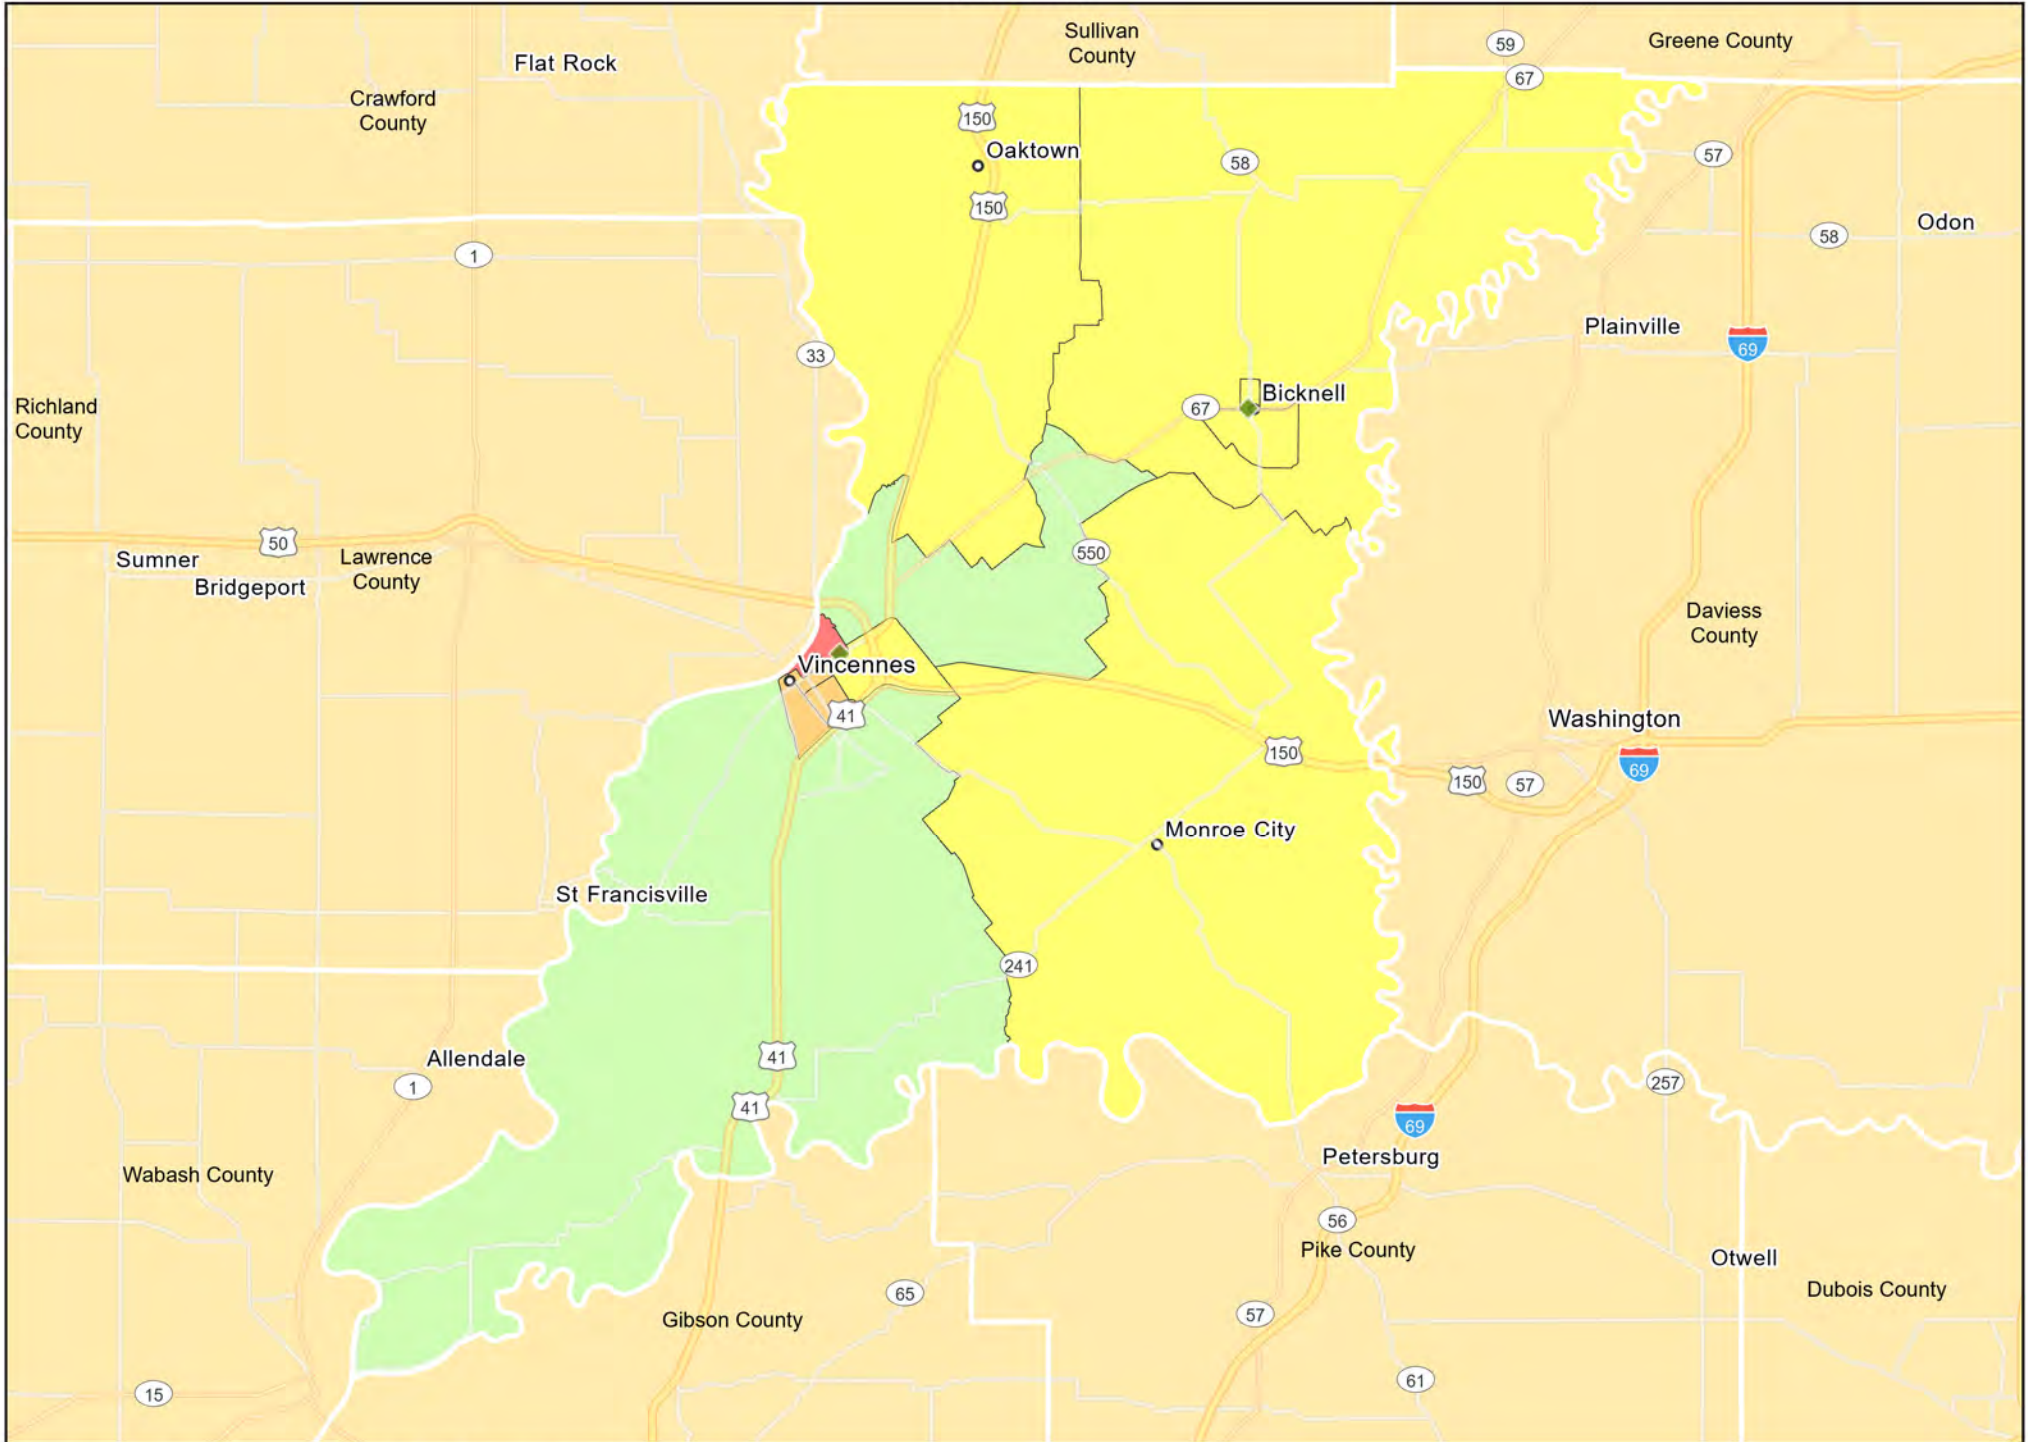 Sullivan
County
Greene County
59
67
Flat Rock
Crawford
County
150
Oaktown
58
57
150
Odon
58
1
Plainville
69
33
Richland
County
67
Bicknell
50
Sumner
Bridgeport
Lawrence
County
550
Daviess
County
Vincennes
41
Washington
150
69
150
57
Monroe City
St Francisville
241
Allendale
41
1
41
257
69
Wabash County
Petersburg
56
Pike County
Otwell
65
Dubois County
Gibson County
57
15
61